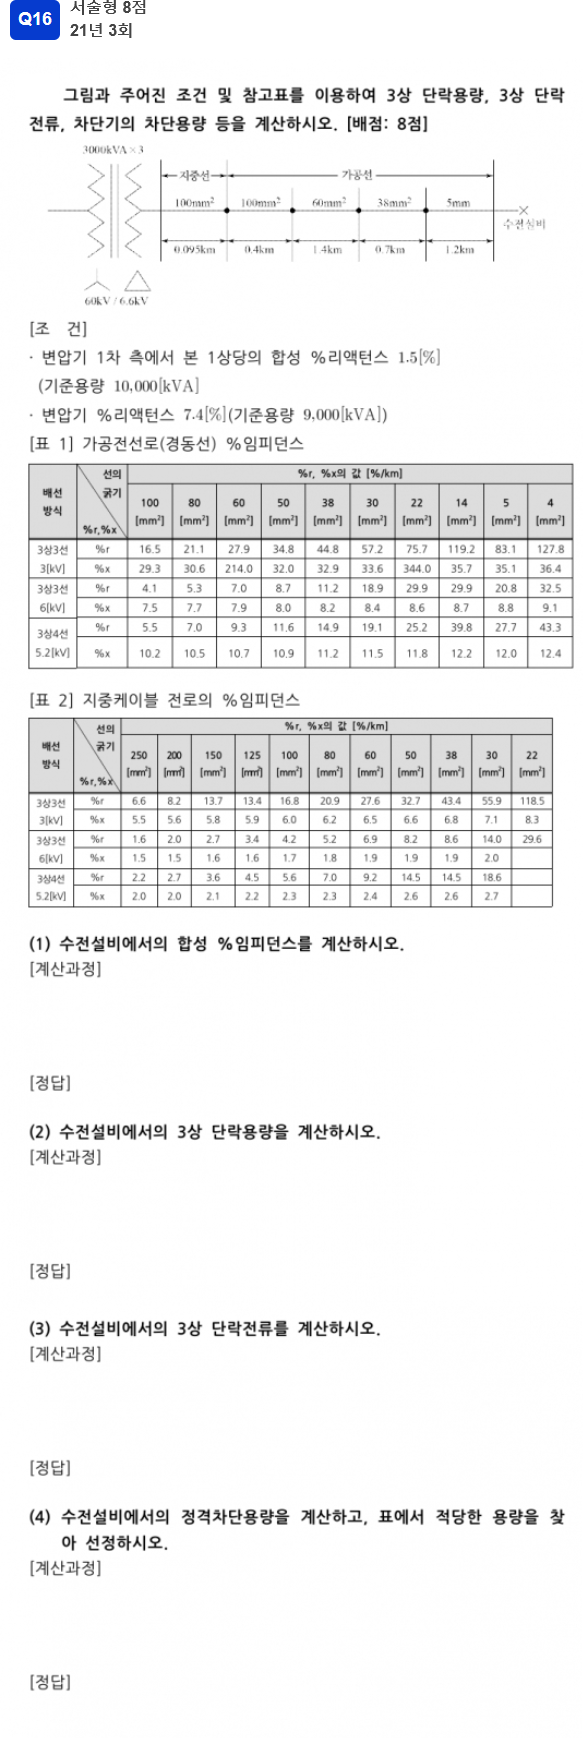 Q16
서술형 8점
21년 3회
그림과 주어진 조건 및 참고표를 이용하여 3상 단락용량, 3상 단락
전류, 차단기의 차단용량 등을 계산하시오. [배점: 8점]
3000kVA×3
지중선 가공선
100mm² 100mm² 60mm² 38mm² 5mm
수전설비
0.095km 0.4km 1.4km 0.7km 1.2km
60kV / 6.6kV
[조 건]
· 변압기 1차 측에서 본 1상당의 합성 %리액턴스 1.5[%]
(기준용량 10,000[kVA]
· 변압기 %리액턴스 7.4[%](기준용량 9,000[kVA])
[표 1] 가공전선로(경동선) %임피던스
배선 방식 선의 굵기 %r,%x %r, %x의 값 [%/km]
100 80 60 50 38 30 22 14 5 4
[mm²] [mm²] [mm²] [mm²] [mm²] [mm²] [mm²] [mm²] [mm²] [mm²]
3상3선 %r 16.5 21.1 27.9 34.8 44.8 57.2 75.7 119.2 83.1 127.8
3[kV] %x 29.3 30.6 214.0 32.0 32.9 33.6 344.0 35.7 35.1 36.4
3상3선 %r 4.1 5.3 7.0 8.7 11.2 18.9 29.9 29.9 20.8 32.5
6[kV] %x 7.5 7.7 7.9 8.0 8.2 8.4 8.6 8.7 8.8 9.1
3상4선 %r 5.5 7.0 9.3 11.6 14.9 19.1 25.2 39.8 27.7 43.3
5.2[kV] %x 10.2 10.5 10.7 10.9 11.2 11.5 11.8 12.2 12.0 12.4
[표 2] 지중케이블 전로의 %임피던스
배선 방식 선의 굵기 %r,%x %r, %x의 값 [%/km]
250 200 150 125 100 80 60 50 38 30 22
[mm²] [mm²] [mm²] [mm²] [mm²] [mm²] [mm²] [mm²] [mm²] [mm²] [mm²]
3상3선 %r 6.6 8.2 13.7 13.4 16.8 20.9 27.6 32.7 43.4 55.9 118.5
3[kV] %x 5.5 5.6 5.8 5.9 6.0 6.2 6.5 6.6 6.8 7.1 8.3
3상3선 %r 1.6 2.0 2.7 3.4 4.2 5.2 6.9 8.2 8.6 14.0 29.6
6[kV] %x 1.5 1.5 1.6 1.6 1.7 1.8 1.9 1.9 1.9 2.0
3상4선 %r 2.2 2.7 3.6 4.5 5.6 7.0 9.2 14.5 14.5 18.6
5.2[kV] %x 2.0 2.0 2.1 2.2 2.3 2.3 2.4 2.6 2.6 2.7
(1) 수전설비에서의 합성 %임피던스를 계산하시오.
[계산과정]
[정답]
(2) 수전설비에서의 3상 단락용량을 계산하시오.
[계산과정]
[정답]
(3) 수전설비에서의 3상 단락전류를 계산하시오.
[계산과정]
[정답]
(4) 수전설비에서의 정격차단용량을 계산하고, 표에서 적당한 용량을 찾
아 선정하시오.
[계산과정]
[정답]